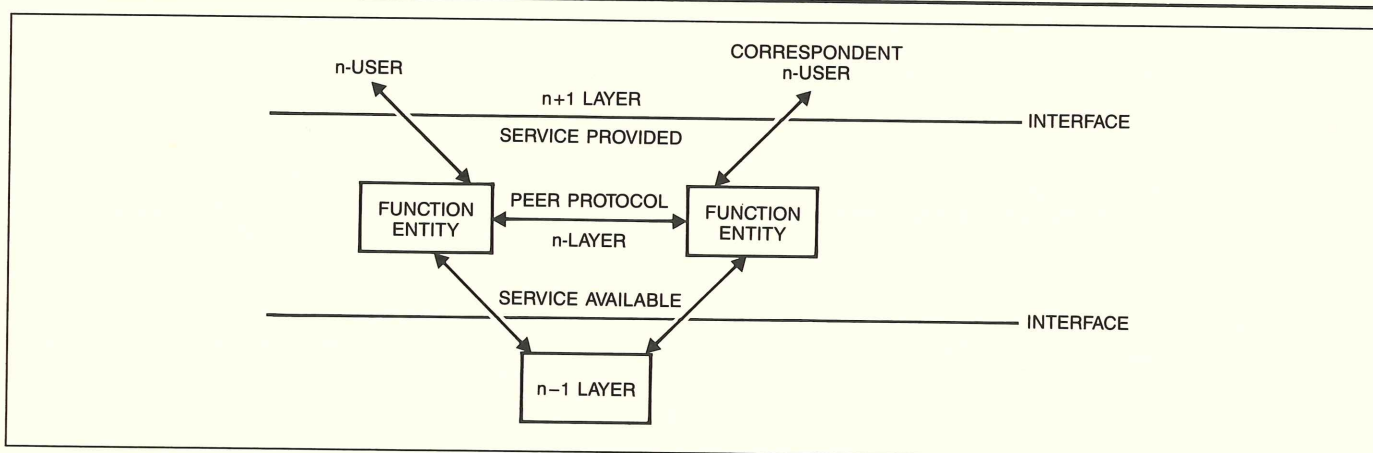 n-USER
CORRESPONDENT
n-USER
n+1 LAYER
INTERFACE
SERVICE PROVIDED
FUNCTION
ENTITY
PEER PROTOCOL
n-LAYER
FUNCTION
ENTITY
SERVICE AVAILABLE
INTERFACE
n−1 LAYER